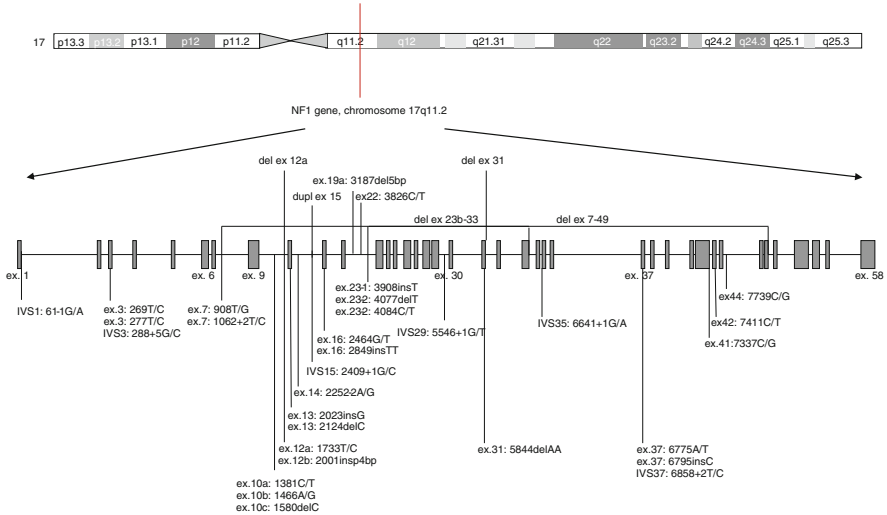 17 p13.3 p13.2 p13.1 p12 p11.2 q11.2 q12 q21.31 q22 q23.2 q24.2 q24.3 q25.1 q25.3
NF1 gene, chromosome 17q11.2
del ex 12a
del ex 31
ex.19a: 3187del5bp
dupl ex 15
ex22: 3826C/T
del ex 23b-33
del ex 7-49
ex. 1
ex. 6
ex. 9
ex. 30
ex. 37
ex. 58
IVS1: 61-1G/A
ex.3: 269T/C
ex.3: 277T/C
IVS3: 288+5G/C
ex.7: 908T/G
ex.7: 1062+2T/C
ex.231: 3908insT
ex.232: 4077delT
ex.232: 4084C/T
ex.16: 2464G/T
ex.16: 2849insTT
IVS15: 2409+1G/C
ex.14: 2252-2A/G
ex.13: 2023insG
ex.13: 2124delC
ex.12a: 1733T/C
ex.12b: 2001insp4bp
ex.10a: 1381C/T
ex.10b: 1466A/G
ex.10c: 1580delC
IVS29: 5546+1G/T
IVS35: 6641+1G/A
ex.31: 5844delAA
ex44: 7739C/G
ex42: 7411C/T
ex.41:7337C/G
ex.37: 6775A/T
ex.37: 6795insC
IVS37: 6858+2T/C